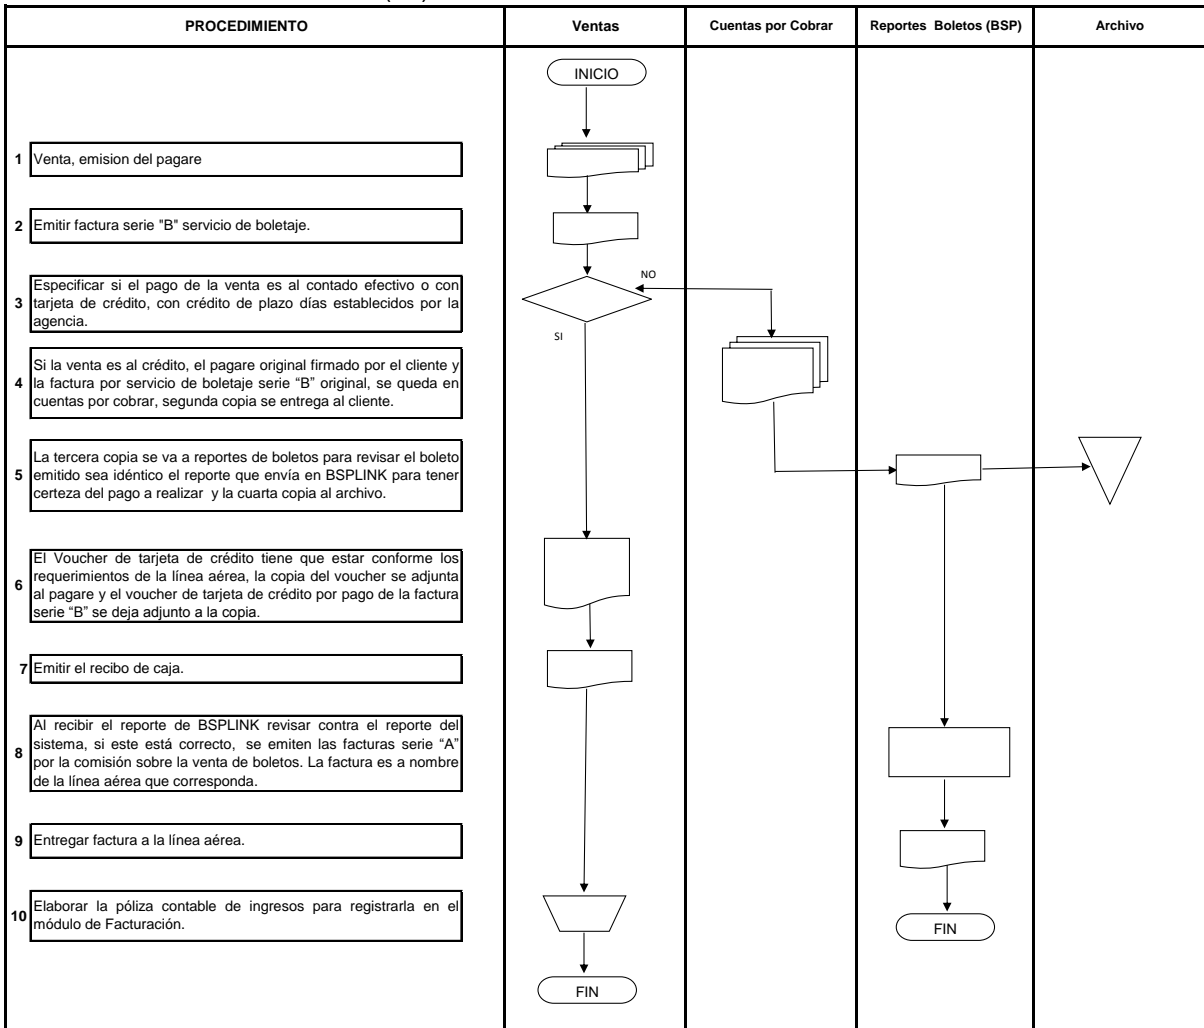 PROCEDIMIENTO
Ventas
Cuentas por Cobrar
Reportes Boletos (BSP)
Archivo
INICIO
1 Venta, emision del pagare
2 Emitir factura serie "B" servicio de boletaje.
3 Especificar si el pago de la venta es al contado efectivo o con
tarjeta de crédito, con crédito de plazo días establecidos por la
agencia.
NO
SI
4 Si la venta es al crédito, el pagare original firmado por el cliente y
la factura por servicio de boletaje serie “B” original, se queda en
cuentas por cobrar, segunda copia se entrega al cliente.
5 La tercera copia se va a reportes de boletos para revisar el boleto
emitido sea idéntico el reporte que envía en BSPLINK para tener
certeza del pago a realizar y la cuarta copia al archivo.
6 El Voucher de tarjeta de crédito tiene que estar conforme los
requerimientos de la línea aérea, la copia del voucher se adjunta
al pagare y el voucher de tarjeta de crédito por pago de la factura
serie “B” se deja adjunto a la copia.
7 Emitir el recibo de caja.
8 Al recibir el reporte de BSPLINK revisar contra el reporte del
sistema, si este está correcto, se emiten las facturas serie “A”
por la comisión sobre la venta de boletos. La factura es a nombre
de la línea aérea que corresponda.
9 Entregar factura a la línea aérea.
10 Elaborar la póliza contable de ingresos para registrarla en el
módulo de Facturación.
FIN
FIN